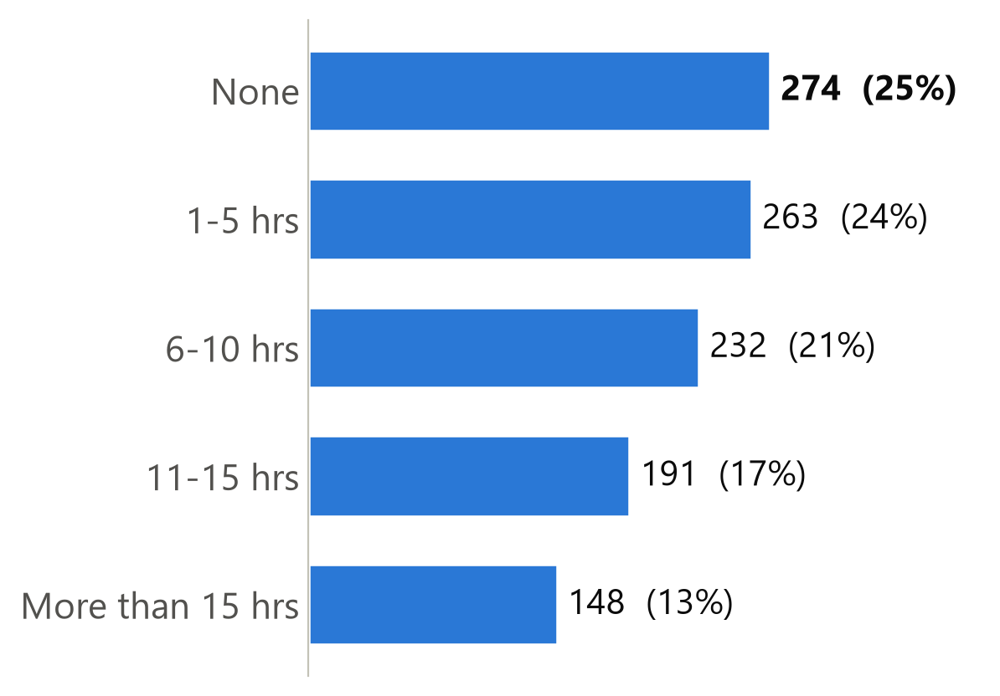 None 274 (25%)
1-5 hrs 263 (24%)
6-10 hrs 232 (21%)
11-15 hrs 191 (17%)
More than 15 hrs 148 (13%)